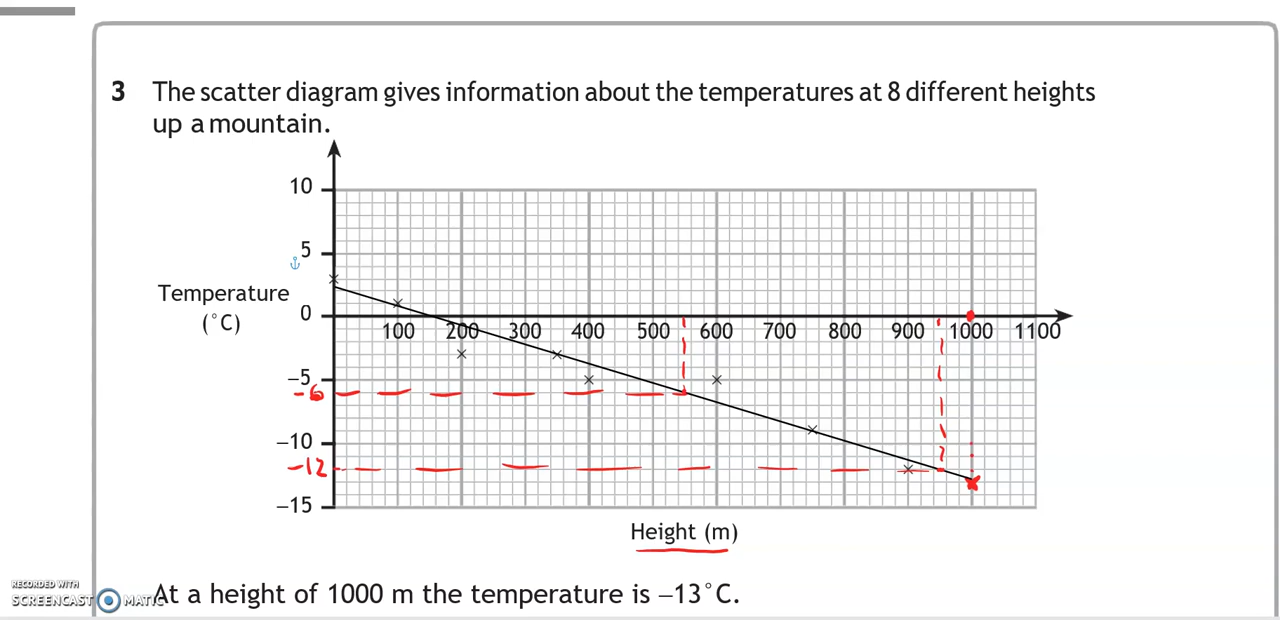 3 The scatter diagram gives information about the temperatures at 8 different heights
up a mountain.
10
5
Temperature
(°C)
0
100 200 300 400 500 600 700 800 900 1000 1100
−5
−6
−10
−12
−15
Height (m)
At a height of 1000 m the temperature is −13°C.
RECORDED WITH
SCREENCAST MATIC